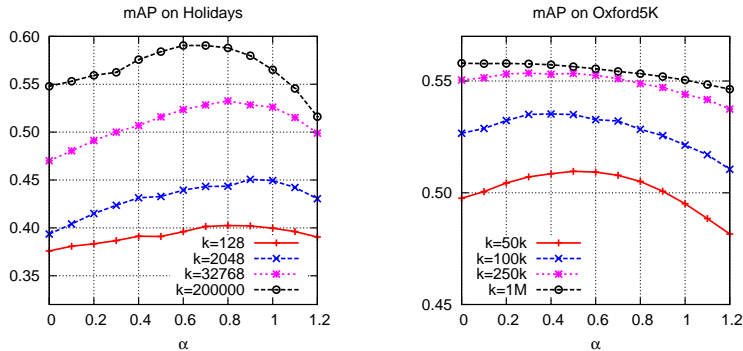 mAP on Holidays
0.60
0.55
0.50
0.45
0.40
0.35
k=128
k=2048
k=32768
k=200000
0 0.2 0.4 0.6 0.8 1 1.2
α
mAP on Oxford5K
0.55
0.50
0.45
k=50k
k=100k
k=250k
k=1M
0 0.2 0.4 0.6 0.8 1 1.2
α